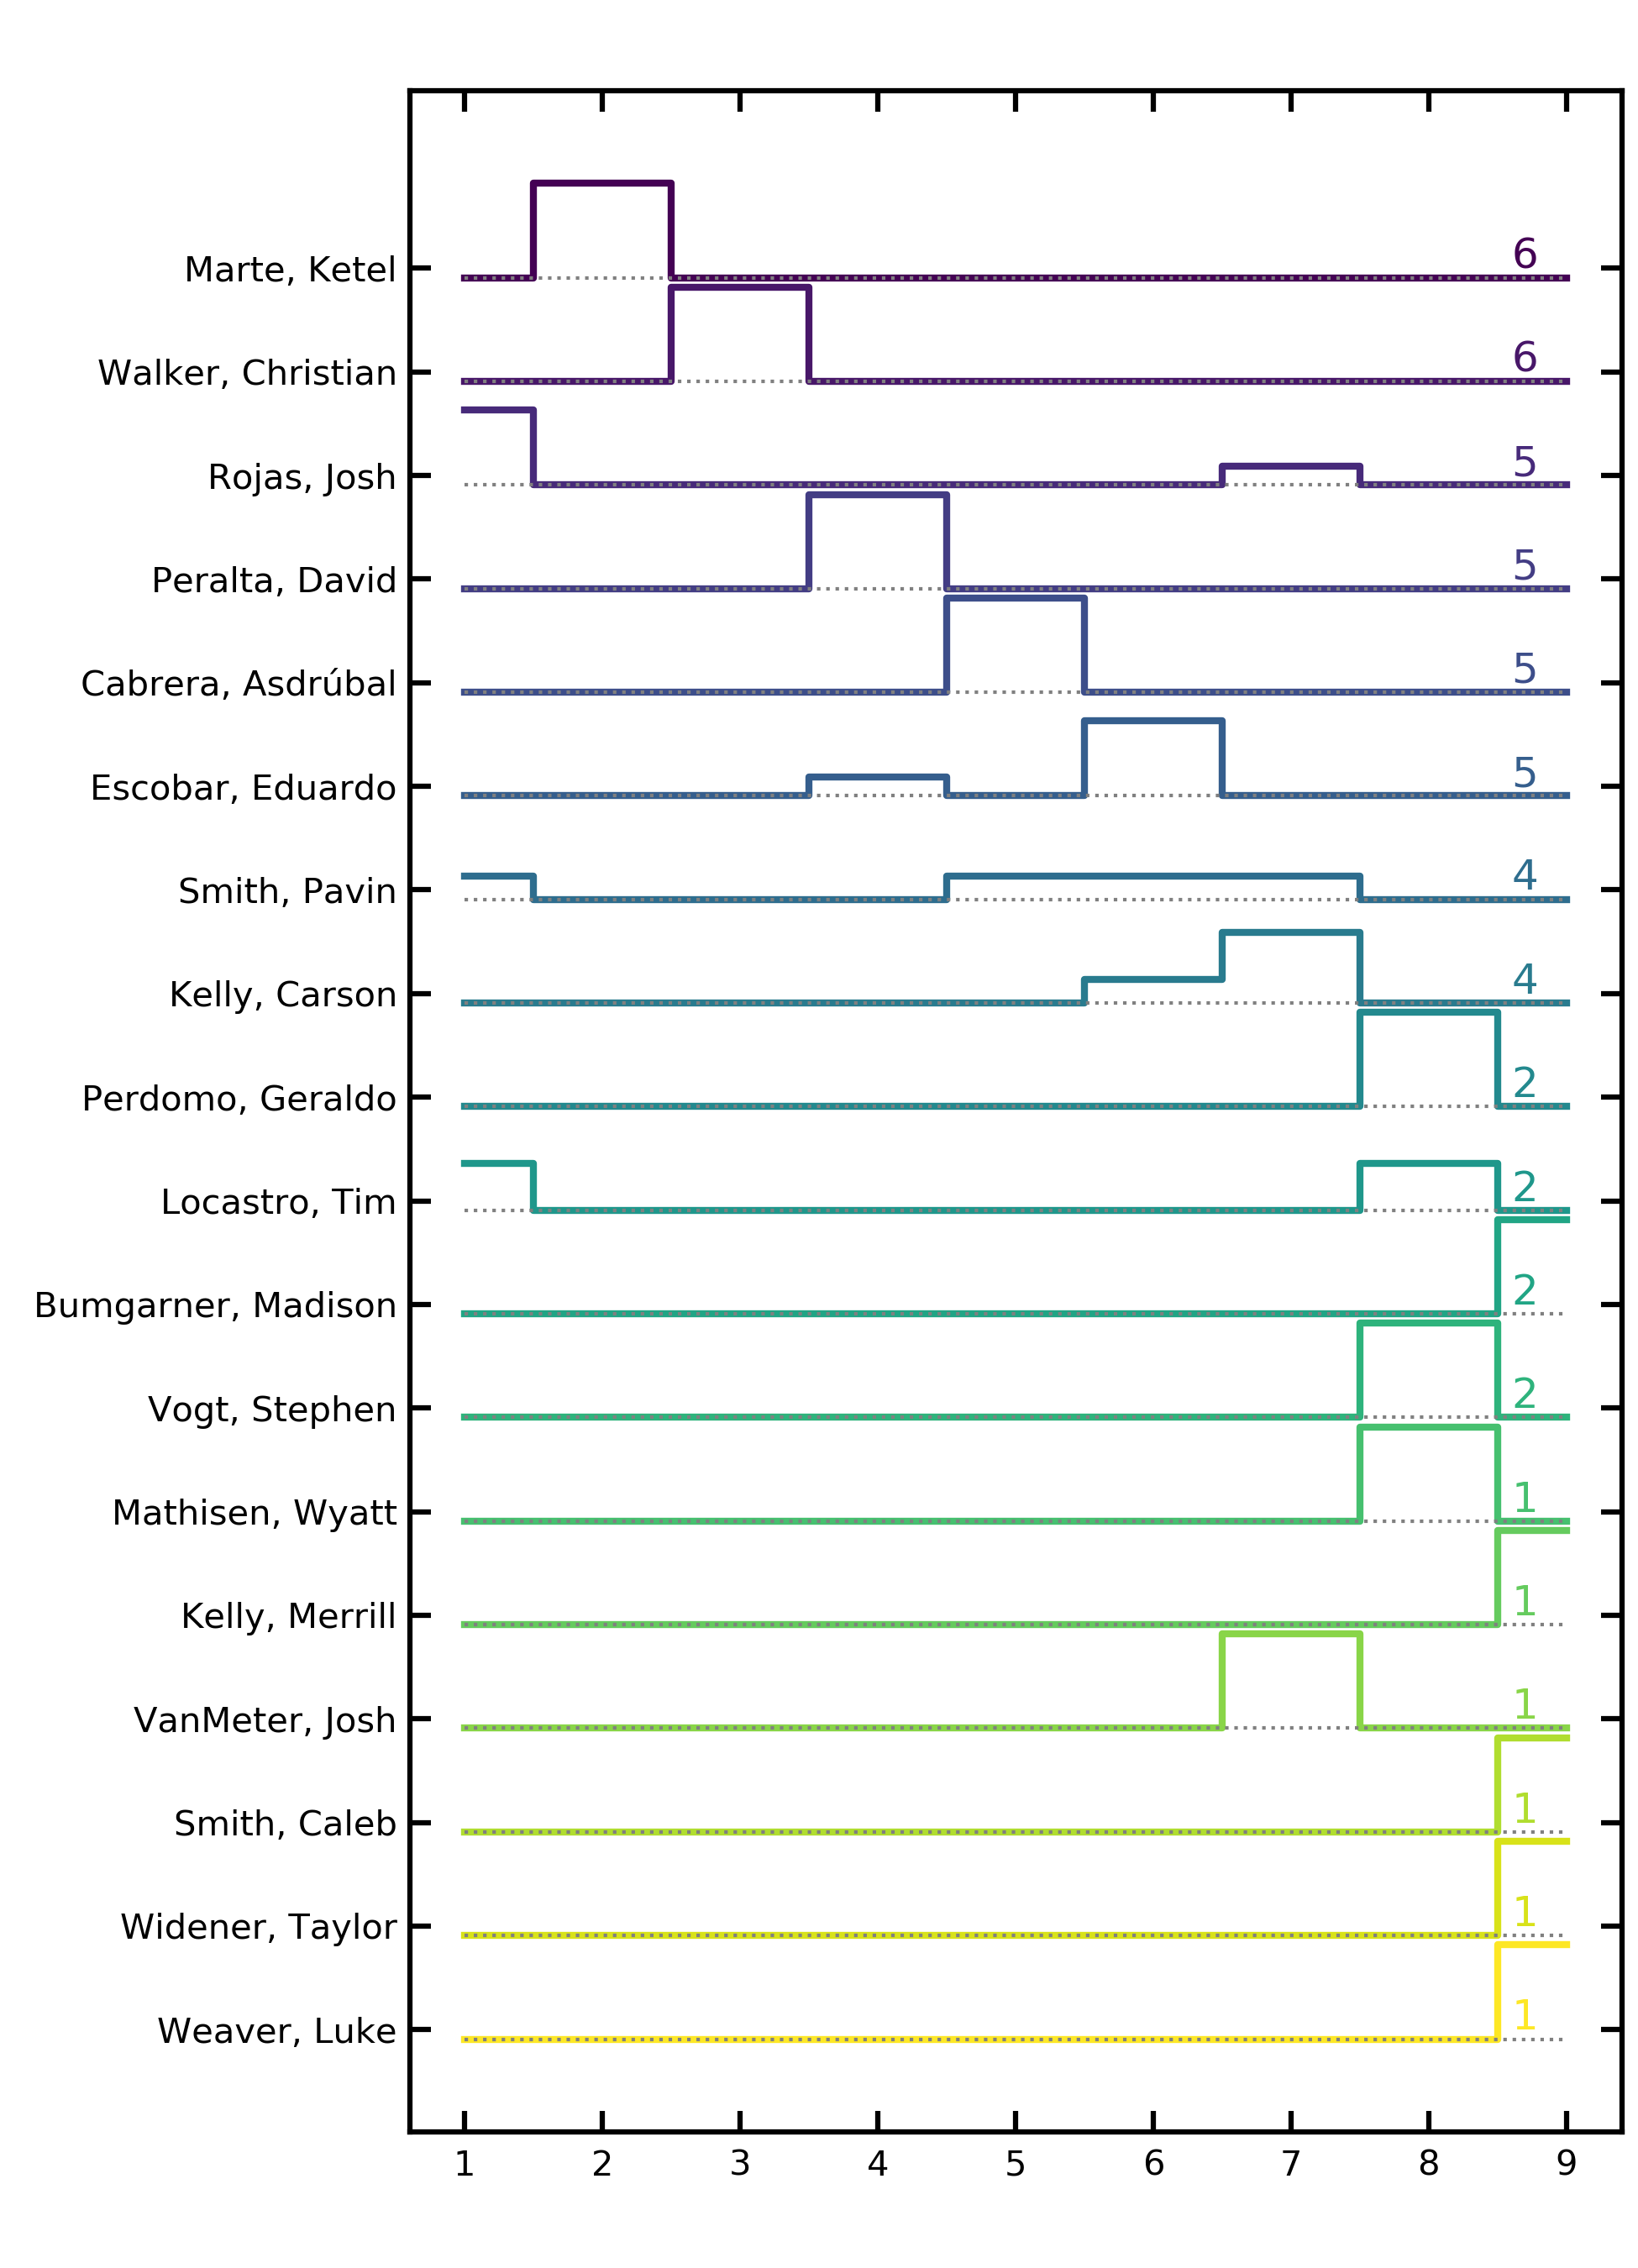 Marte, Ketel 6
Walker, Christian 6
Rojas, Josh 5
Peralta, David 5
Cabrera, Asdrúbal 5
Escobar, Eduardo 5
Smith, Pavin 4
Kelly, Carson 4
Perdomo, Geraldo 2
Locastro, Tim 2
Bumgarner, Madison 2
Vogt, Stephen 2
Mathisen, Wyatt 1
Kelly, Merrill 1
VanMeter, Josh 1
Smith, Caleb 1
Widener, Taylor 1
Weaver, Luke 1
1 2 3 4 5 6 7 8 9